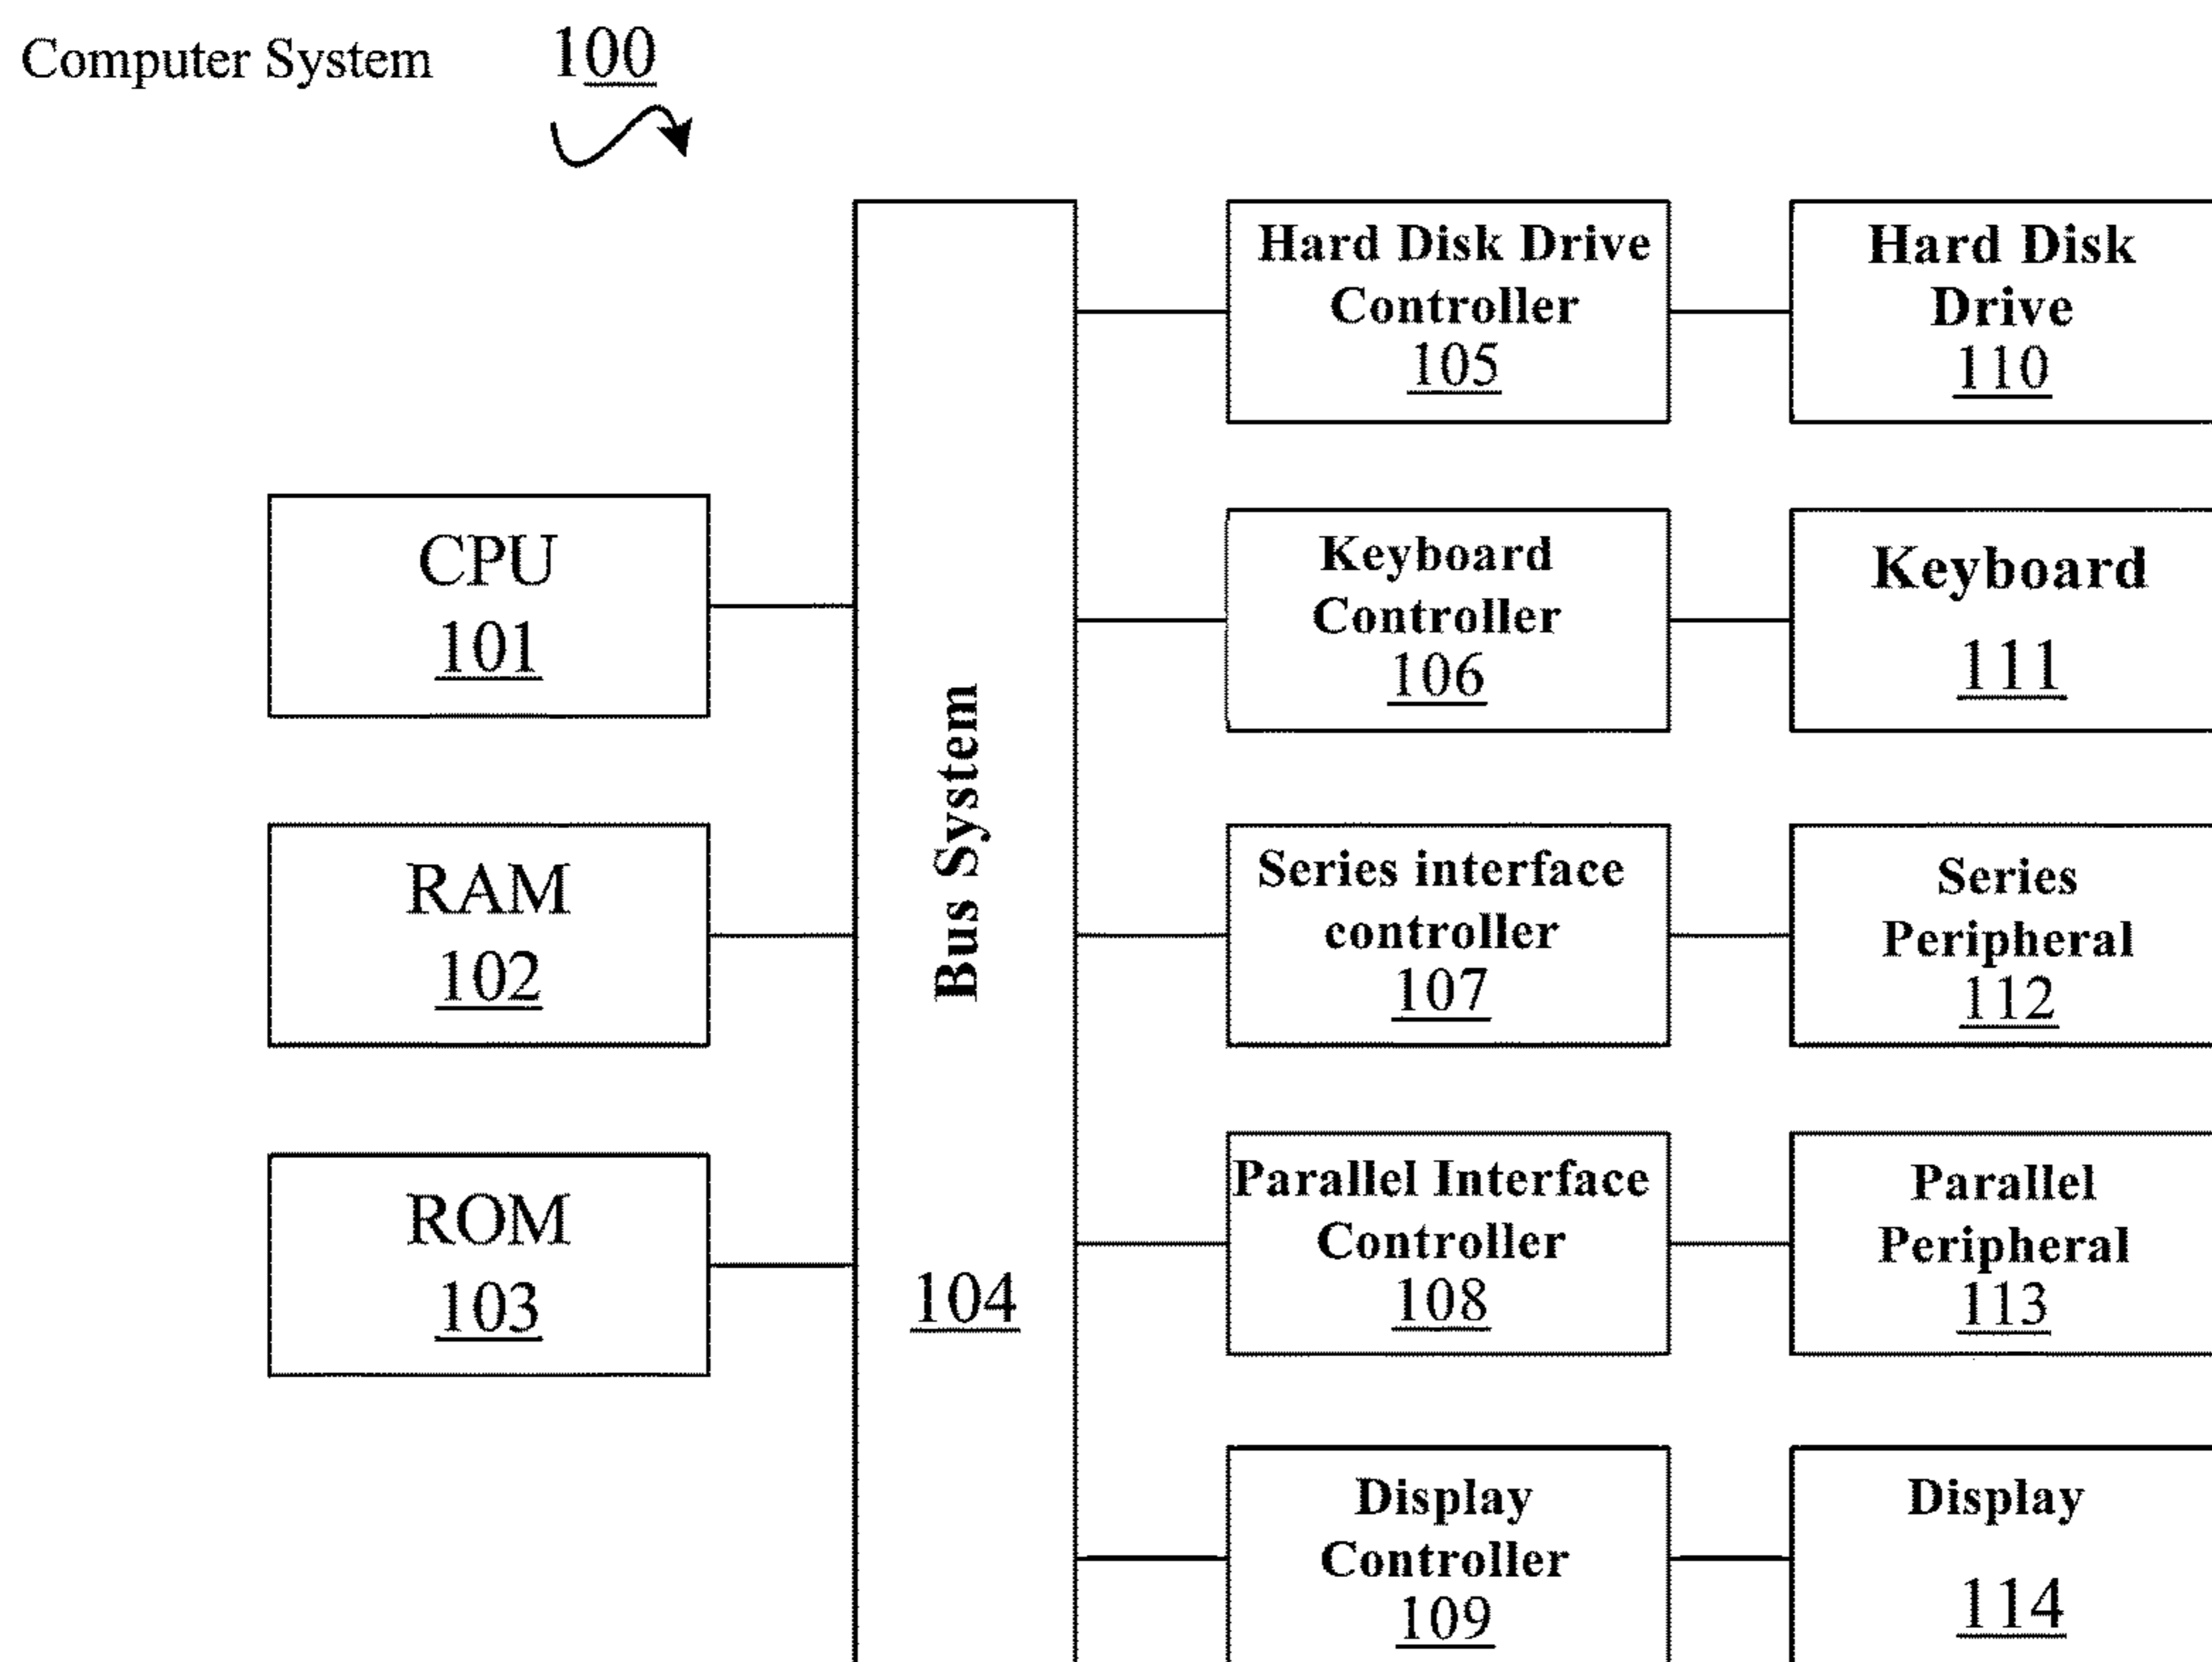 Computer System 100
Hard Disk Drive
Controller
105
Hard Disk
Drive
110
CPU
101
Keyboard
Controller
106
Keyboard
111
Bus System
104
RAM
102
Series interface
controller
107
Series
Peripheral
112
ROM
103
Parallel Interface
Controller
108
Parallel
Peripheral
113
Display
Controller
109
Display
114